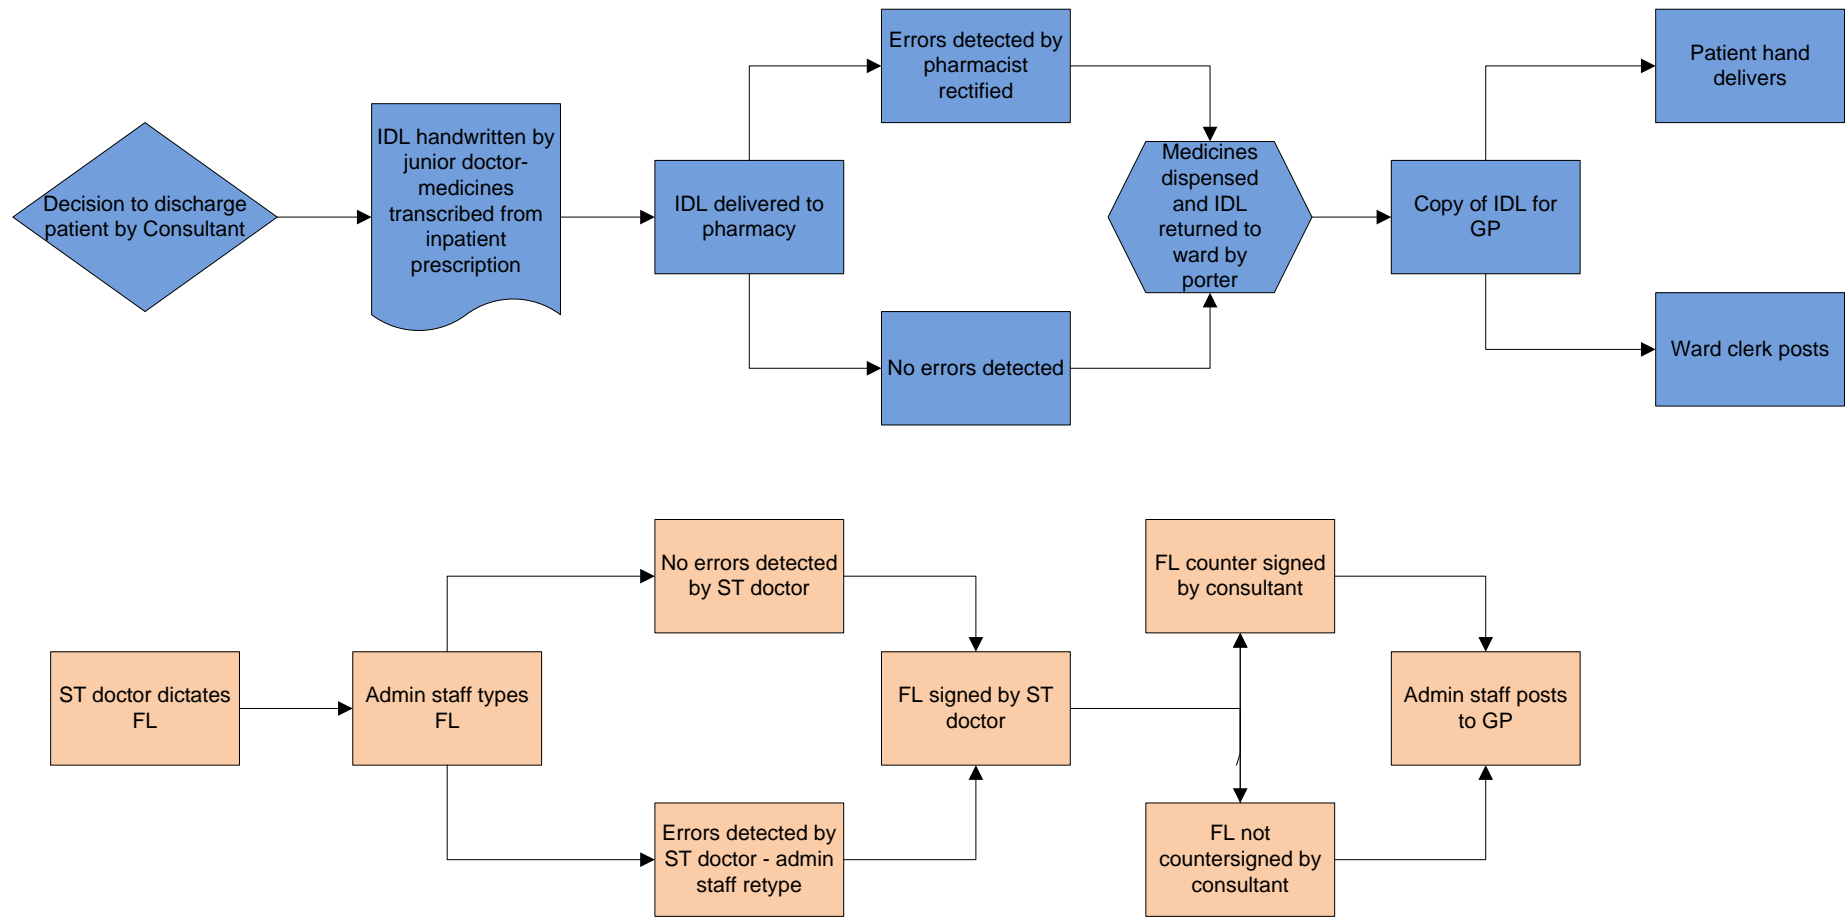 Decision to discharge
patient by Consultant
IDL handwritten by
junior doctor-
medicines
transcribed from
inpatient
prescription
IDL delivered to
pharmacy
Errors detected by
pharmacist
rectified
No errors detected
Medicines
dispensed
and IDL
returned to
ward by
porter
Copy of IDL for
GP
Patient hand
delivers
Ward clerk posts
ST doctor dictates
FL
Admin staff types
FL
No errors detected
by ST doctor
Errors detected by
ST doctor - admin
staff retype
FL signed by ST
doctor
FL counter signed
by consultant
FL not
countersigned by
consultant
Admin staff posts
to GP